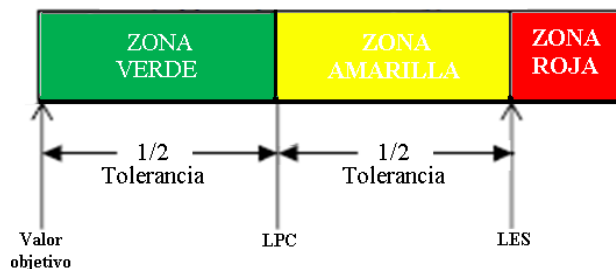 ZONA
VERDE
ZONA
AMARILLA
ZONA
ROJA
1/2
Tolerancia
1/2
Tolerancia
Valor
objetivo
LPC
LES